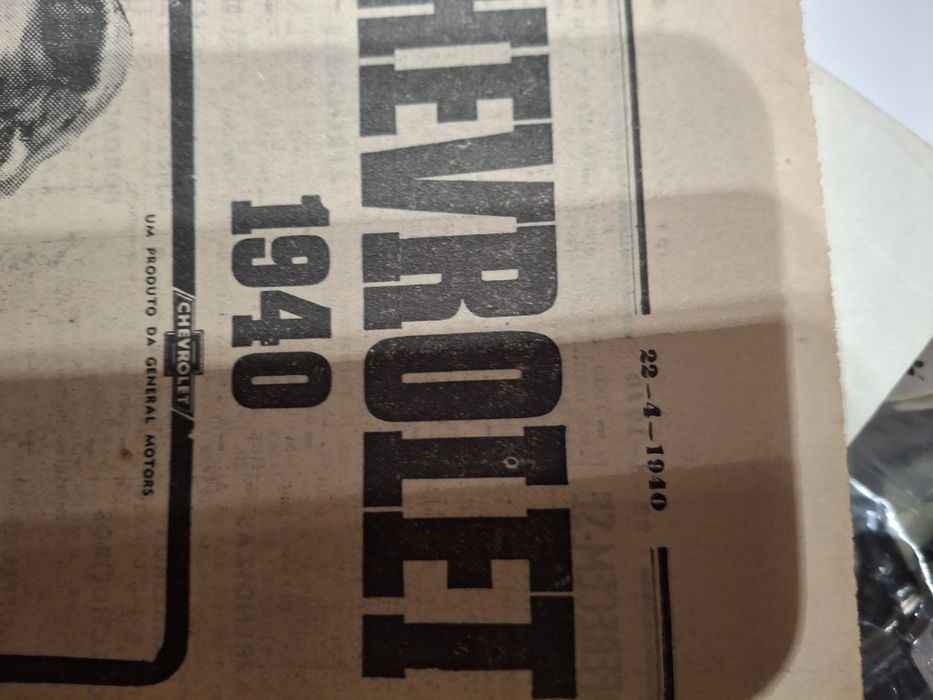 22-4-1940
HEVROLET
1940
CHEVROLET
UM PRODUTO DA GENERAL MOTORS